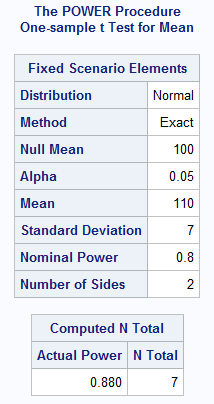 The POWER Procedure
One-sample t Test for Mean
Fixed Scenario Elements
Distribution Normal
Method Exact
Null Mean 100
Alpha 0.05
Mean 110
Standard Deviation 7
Nominal Power 0.8
Number of Sides 2
Computed N Total
Actual Power N Total
0.880 7